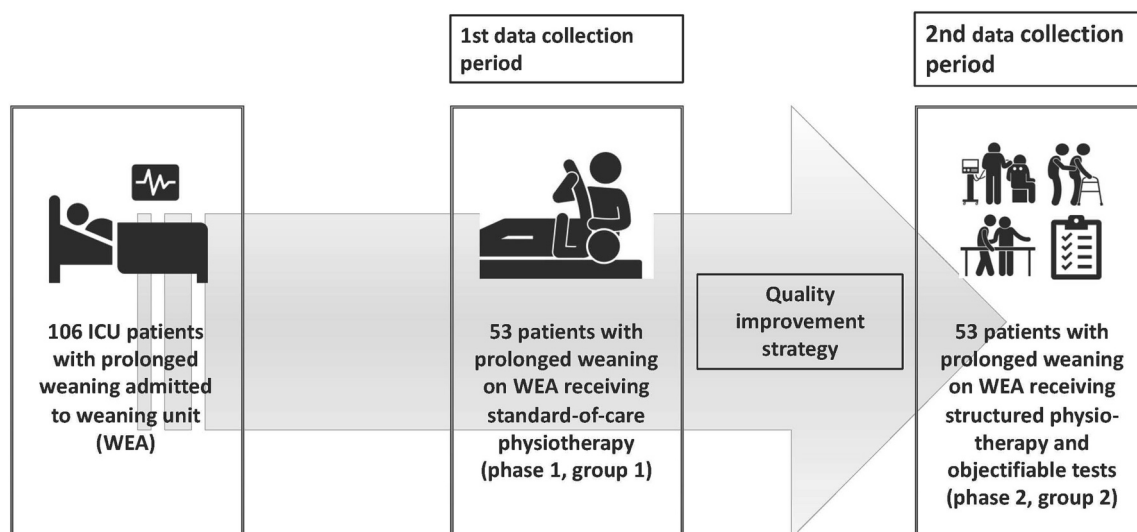 1st data collection
period
2nd data collection
period
106 ICU patients
with prolonged
weaning admitted
to weaning unit
(WEA)
53 patients with
prolonged weaning
on WEA receiving
standard-of-care
physiotherapy
(phase 1, group 1)
Quality
improvement
strategy
53 patients with
prolonged weaning
on WEA receiving
structured physio-
therapy and
objectifiable tests
(phase 2, group 2)